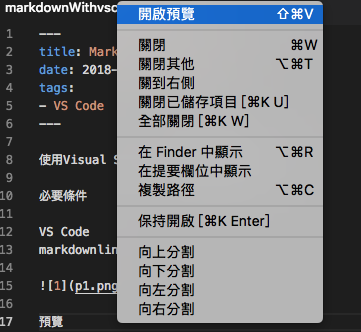 markdownWithvsc
開啟預覽 ⇧⌘V
關閉 ⌘W
關閉其他 ⌥⌘T
關到右側
關閉已儲存項目 [⌘K U]
全部關閉 [⌘K W]
在 Finder 中顯示 ⌥⌘R
在提要欄位中顯示
複製路徑 ⌥⌘C
保持開啟 [⌘K Enter]
向上分割
向下分割
向左分割
向右分割
1 ---
2 title: Mark
3 date: 2018-
4 tags:
5 - VS Code
6 ---
7
8 使用Visual S
9
10 必要條件
11
12 VS Code
13 markdownlin
14
15 ![1](p1.png
16
17 預覽